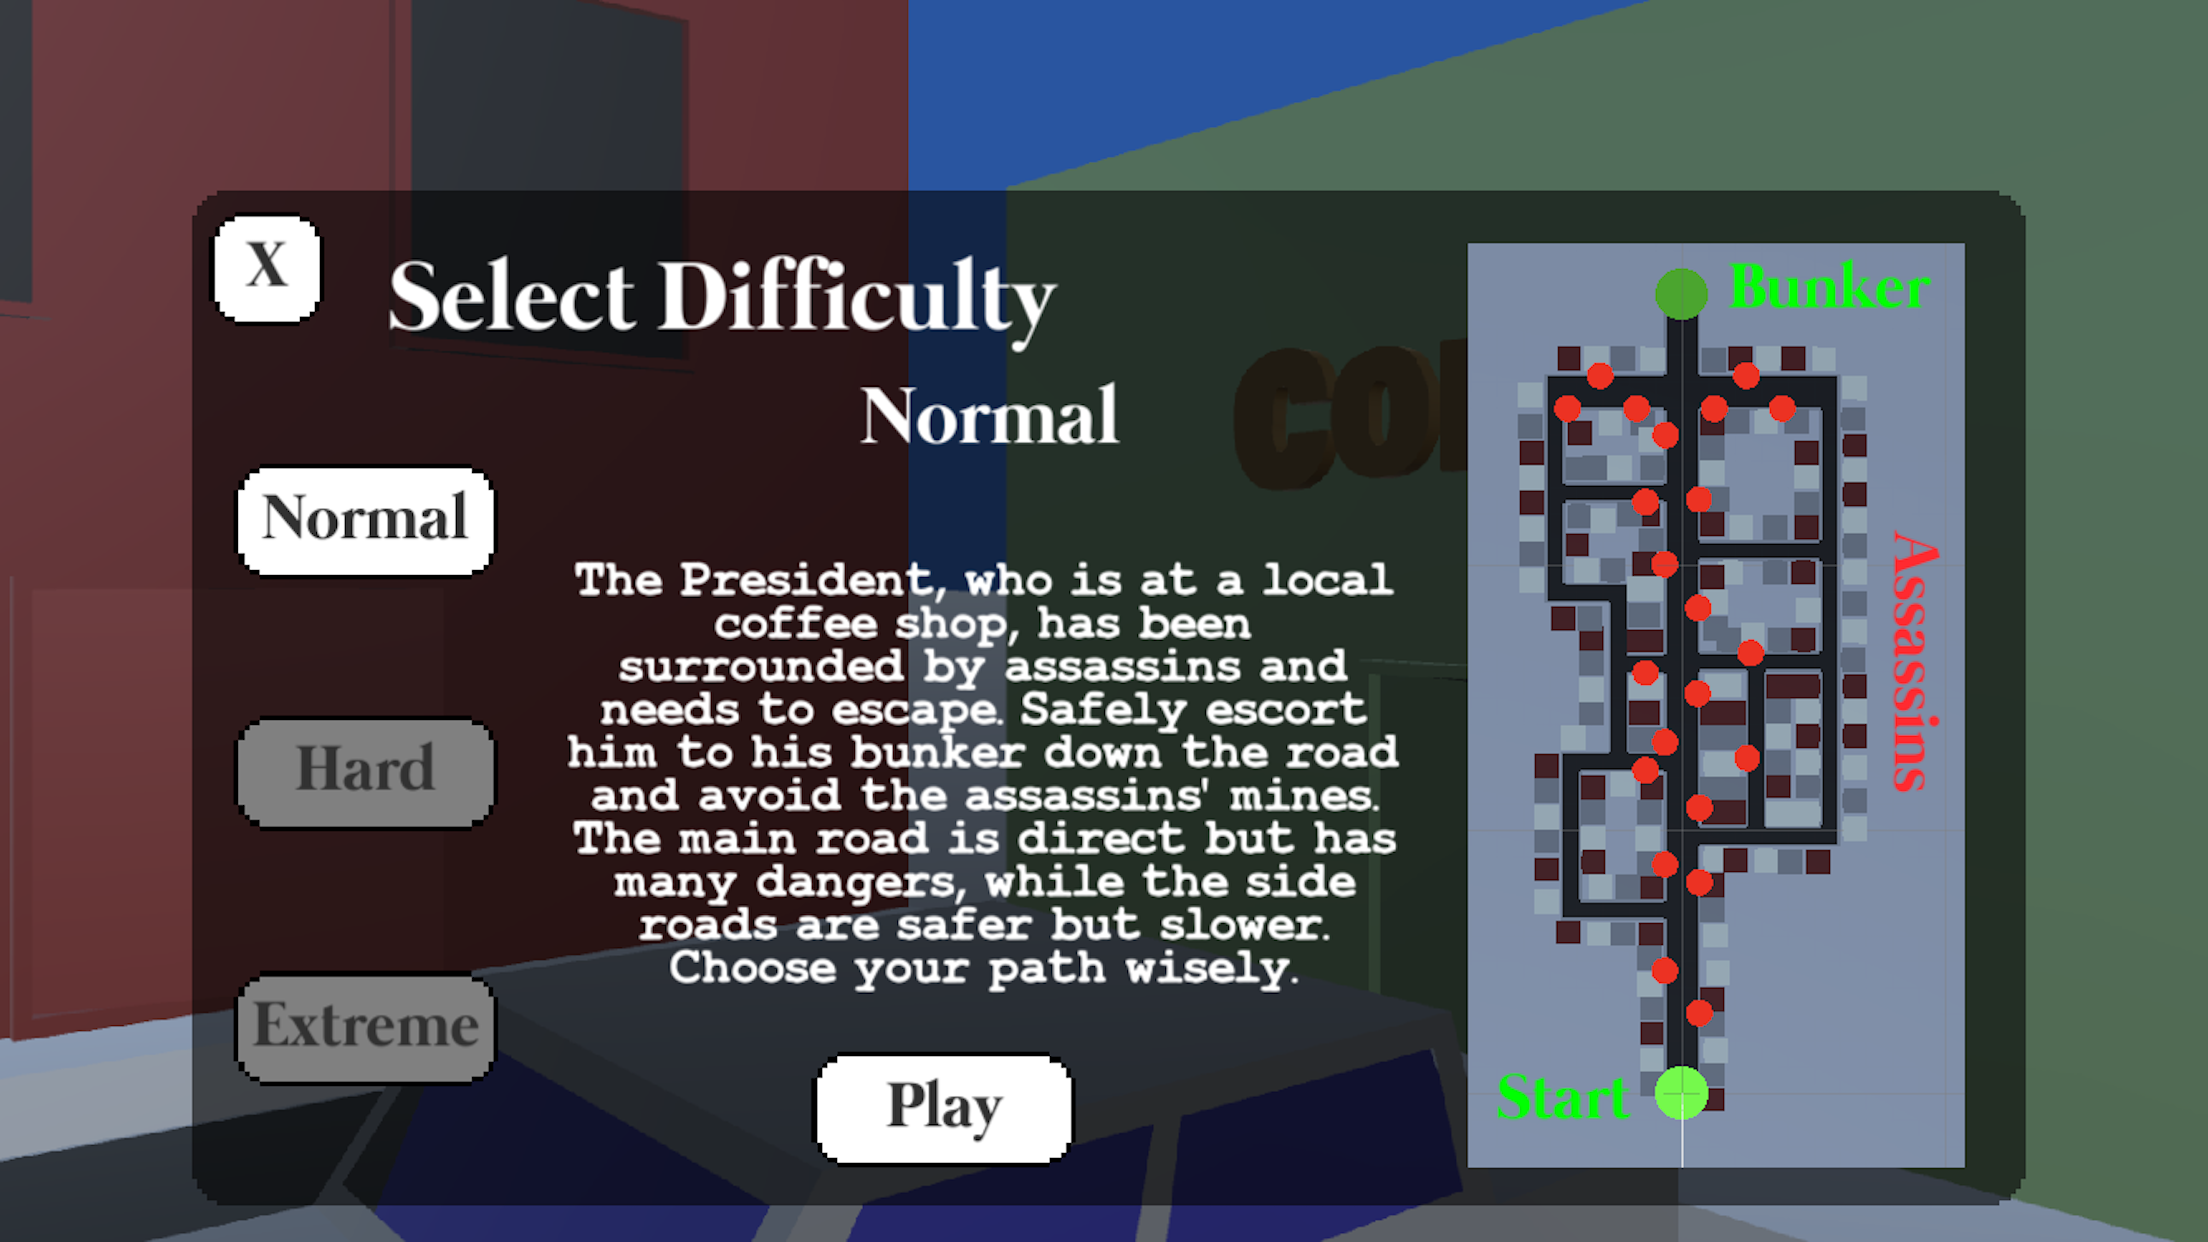 X
Select Difficulty
Normal
Normal
Hard
Extreme
The President, who is at a local
coffee shop, has been
surrounded by assassins and
needs to escape. Safely escort
him to his bunker down the road
and avoid the assassins' mines.
The main road is direct but has
many dangers, while the side
roads are safer but slower.
Choose your path wisely.
Play
Bunker
Assassins
Start